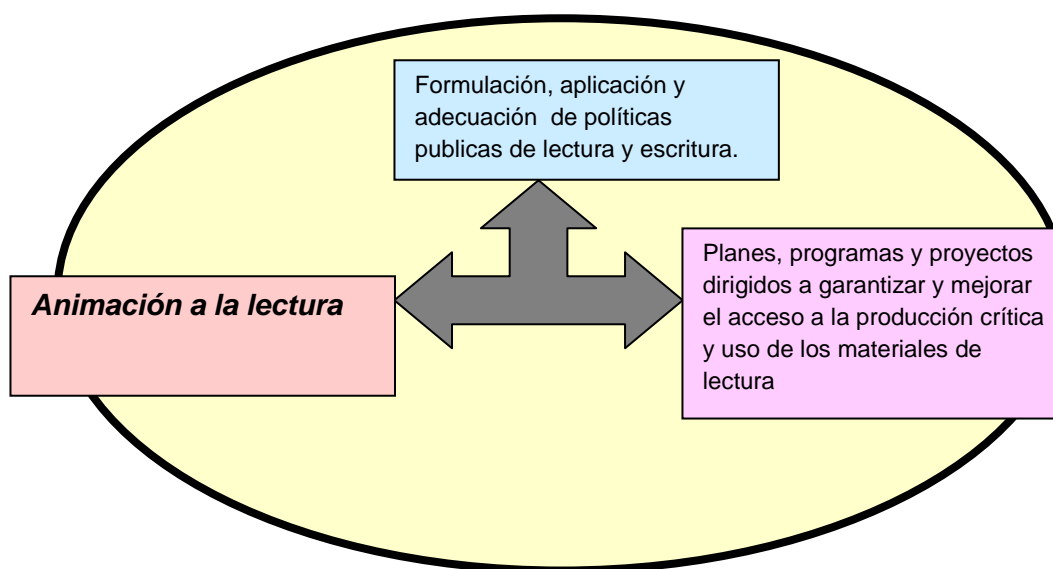 Formulación, aplicación y
adecuación de políticas
publicas de lectura y escritura.
Animación a la lectura
Planes, programas y proyectos
dirigidos a garantizar y mejorar
el acceso a la producción crítica
y uso de los materiales de
lectura